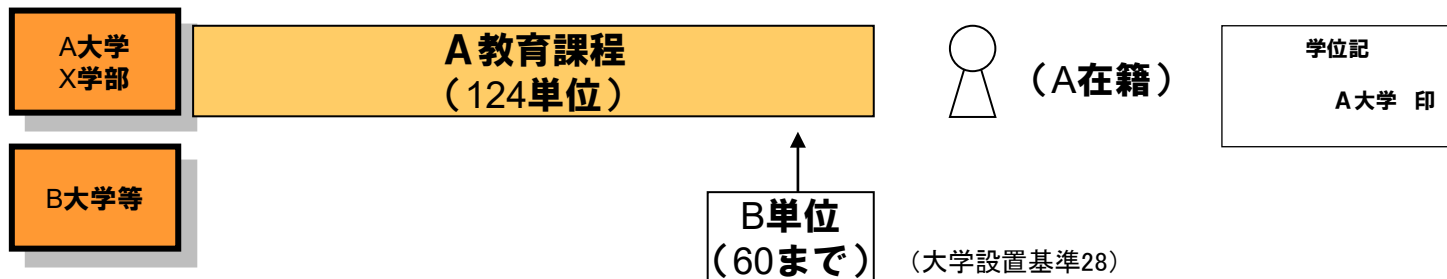 A大学
X学部
A教育課程
（124単位）
（A在籍）
学位記
A大学 印
B大学等
B単位
（60まで）
（大学設置基準28）